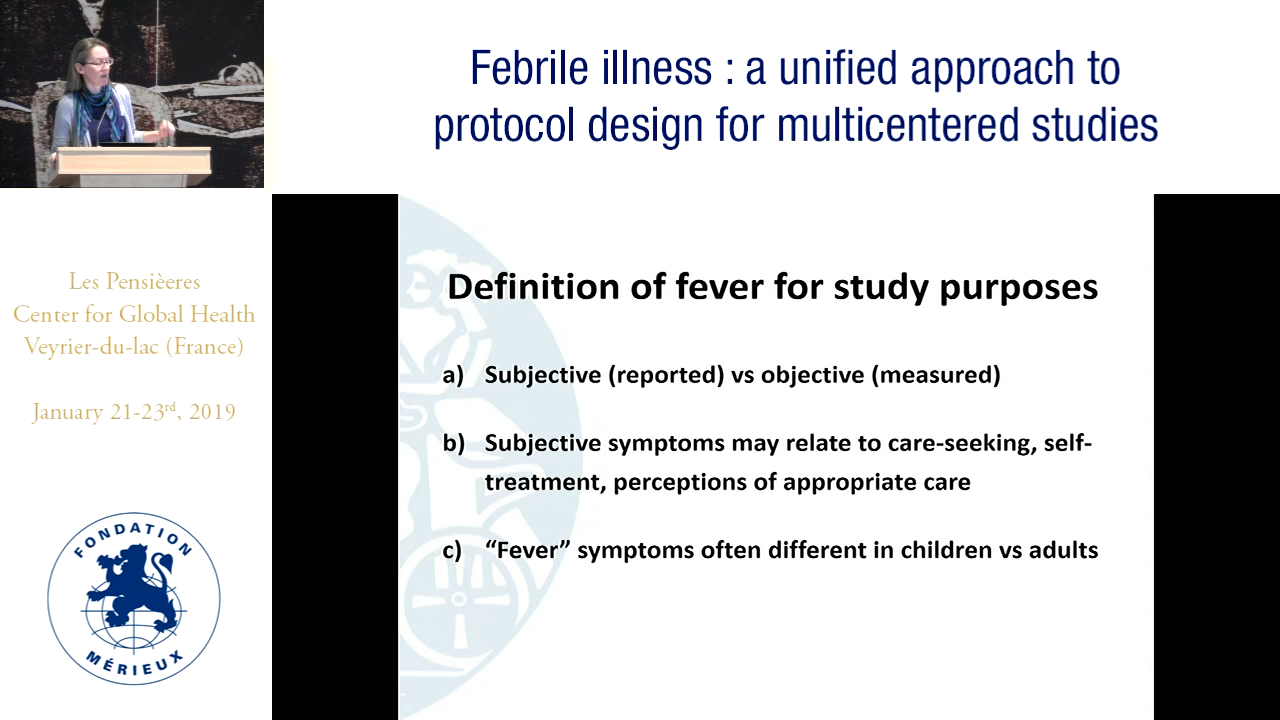 Febrile illness : a unified approach to
protocol design for multicentered studies
Les Pensièeres
Center for Global Health
Veyrier-du-lac (France)
January 21-23rd, 2019
FONDATION
MÉRIEUX
Definition of fever for study purposes
a) Subjective (reported) vs objective (measured)
b) Subjective symptoms may relate to care-seeking, self-
treatment, perceptions of appropriate care
c) “Fever” symptoms often different in children vs adults